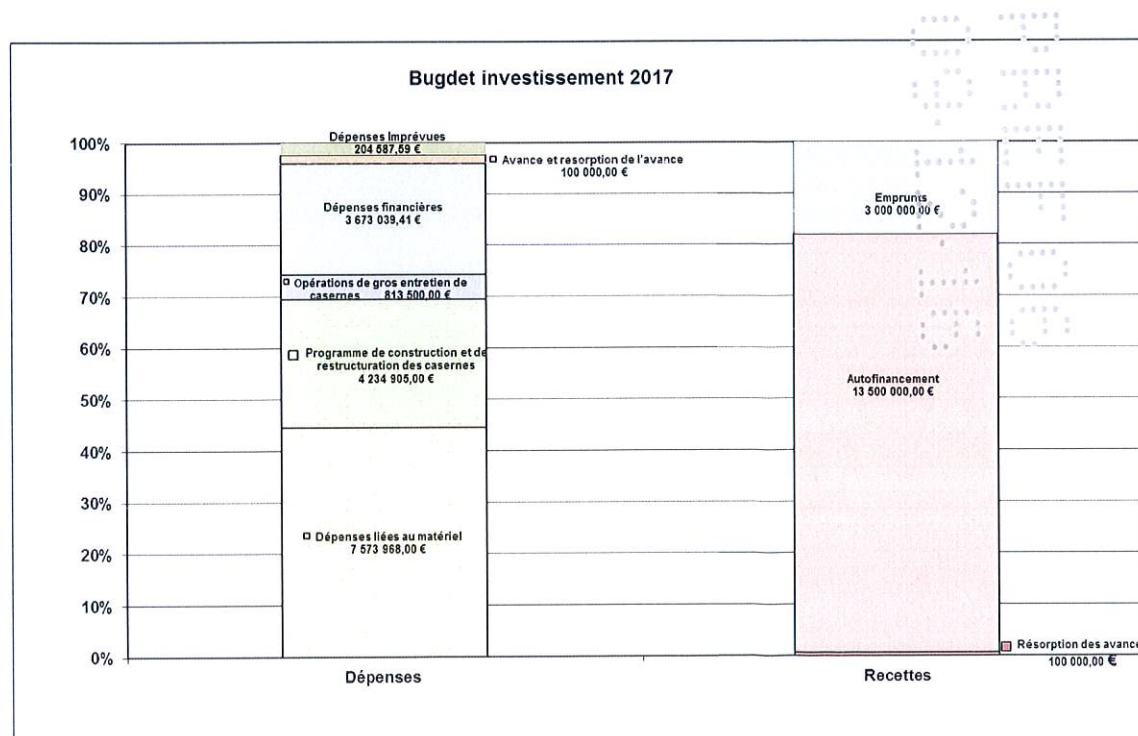 Bugdet investissement 2017
100%
90%
80%
70%
60%
50%
40%
30%
20%
10%
0%
Dépenses Imprévues
204 587,59 €
Avance et resorption de l'avance
100 000,00 €
Dépenses financières
3 673 039,41 €
Opérations de gros entretien de
casernes 813 500,00 €
Programme de construction et de
restructuration des casernes
4 234 905,00 €
Dépenses liées au matériel
7 573 968,00 €
Emprunts
3 000 000,00 €
Autofinancement
13 500 000,00 €
Résorption des avance
100 000,00 €
Dépenses
Recettes